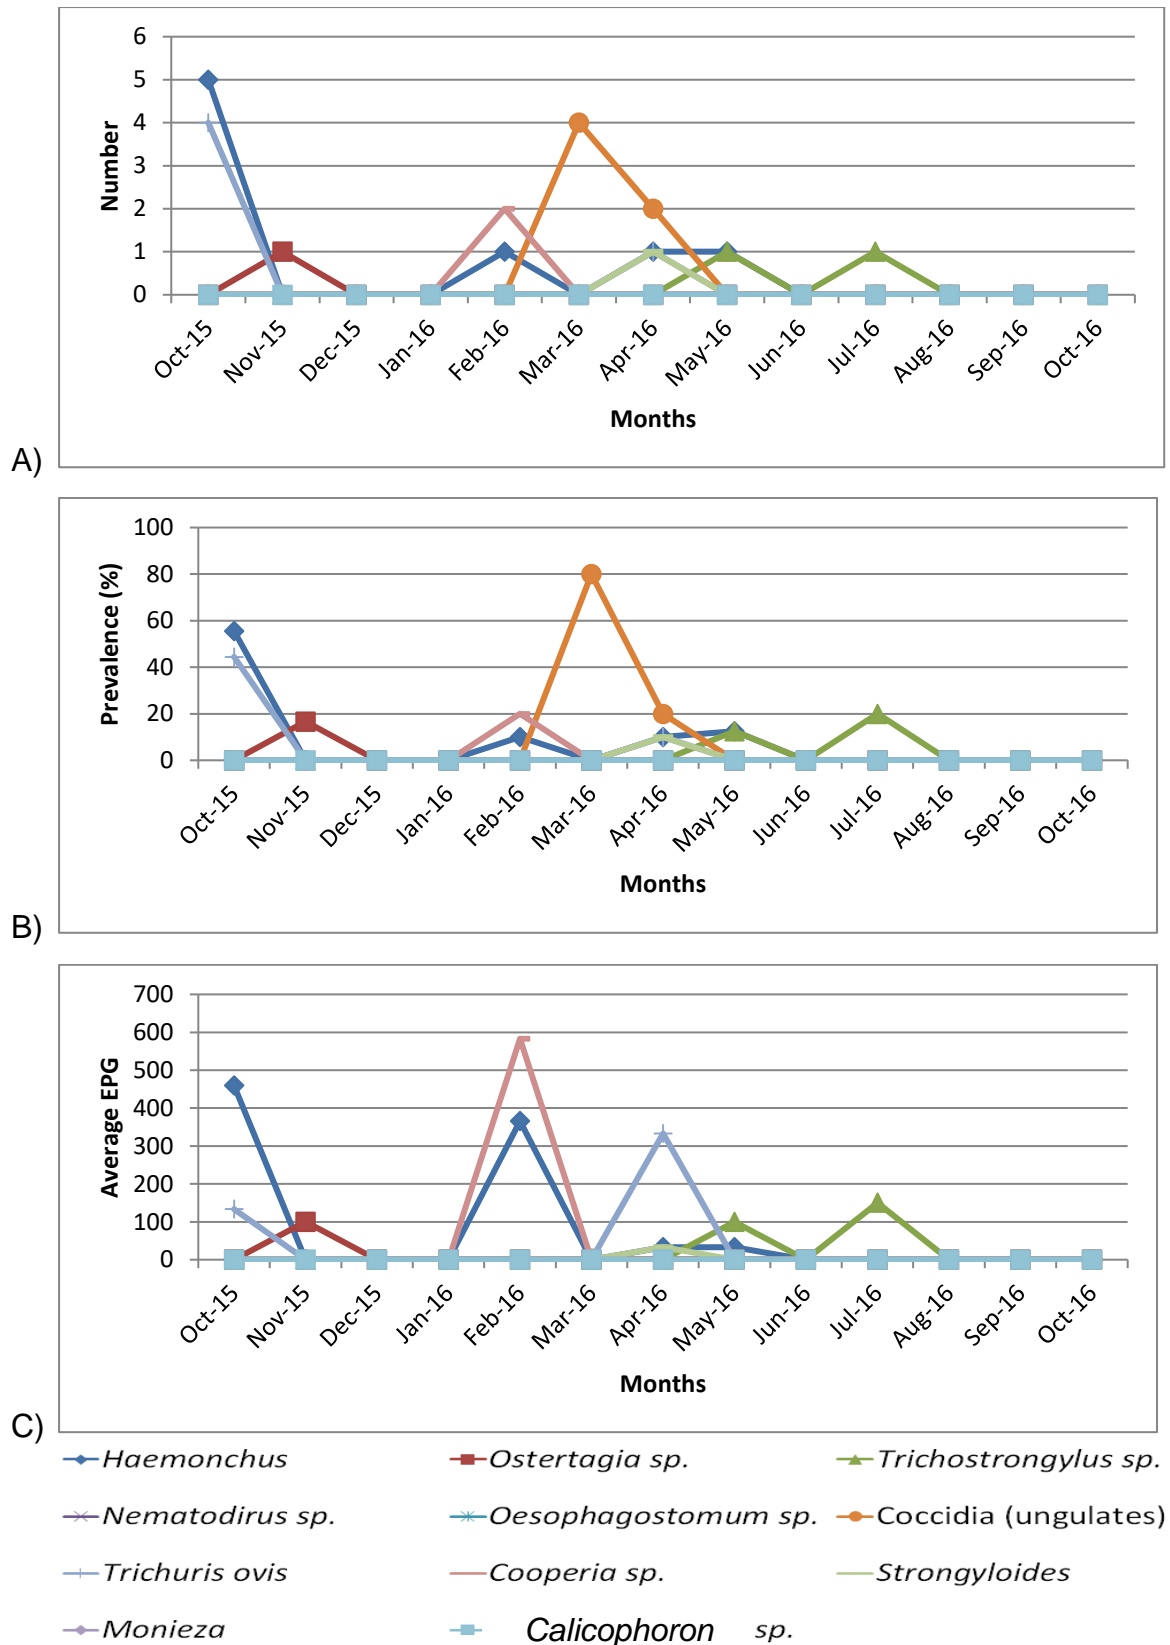 6
5
4
3
2
1
0
Number
Oct-15 Nov-15 Dec-15 Jan-16 Feb-16 Mar-16 Apr-16 May-16 Jun-16 Jul-16 Aug-16 Sep-16 Oct-16
Months
A)
100
80
60
40
20
0
Prevalence (%)
Oct-15 Nov-15 Dec-15 Jan-16 Feb-16 Mar-16 Apr-16 May-16 Jun-16 Jul-16 Aug-16 Sep-16 Oct-16
Months
B)
700
600
500
400
300
200
100
0
Average EPG
Oct-15 Nov-15 Dec-15 Jan-16 Feb-16 Mar-16 Apr-16 May-16 Jun-16 Jul-16 Aug-16 Sep-16 Oct-16
Months
C)
Haemonchus Ostertagia sp. Trichostrongylus sp.
Nematodirus sp. Oesophagostomum sp. Coccidia (ungulates)
Trichuris ovis Cooperia sp. Strongyloides
Monieza Calicophoron sp.